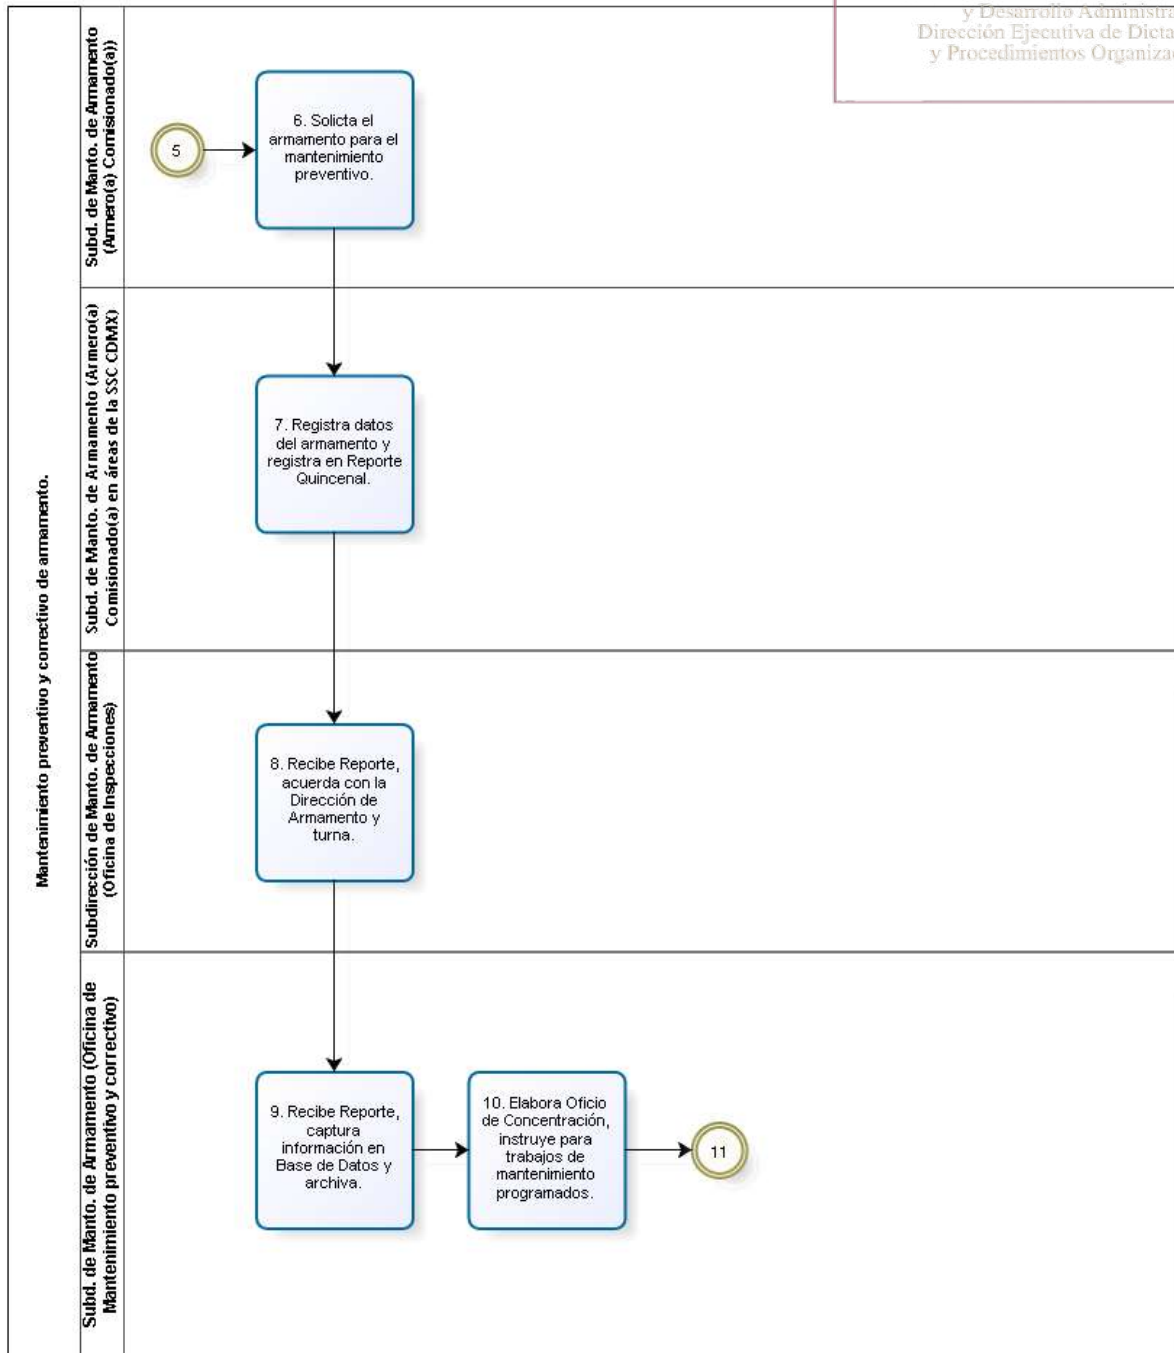 y Desarrollo Administra
Dirección Ejecutiva de Dicta
y Procedimientos Organiza
Mantenimiento preventivo y correctivo de armamento.
Subd. de Manto. de Armamento
(Armero(a) Comisionado(a))
5
6. Solicta el
armamento para el
mantenimiento
preventivo.
Subd. de Manto. de Armamento (Armero(a)
Comisionado(a) en áreas de la SSC CDMX)
7. Registra datos
del armamento y
registra en Reporte
Quincenal.
Subdirección de Manto. de Armamento
(Oficina de Inspecciones)
8. Recibe Reporte,
acuerda con la
Dirección de
Armamento y
turna.
Subd. de Manto. de Armamento (Oficina de
Mantenimiento preventivo y correctivo)
9. Recibe Reporte,
captura
información en
Base de Datos y
archiva.
10. Elabora Oficio
de Concentración,
instruye para
trabajos de
mantenimiento
programados.
11